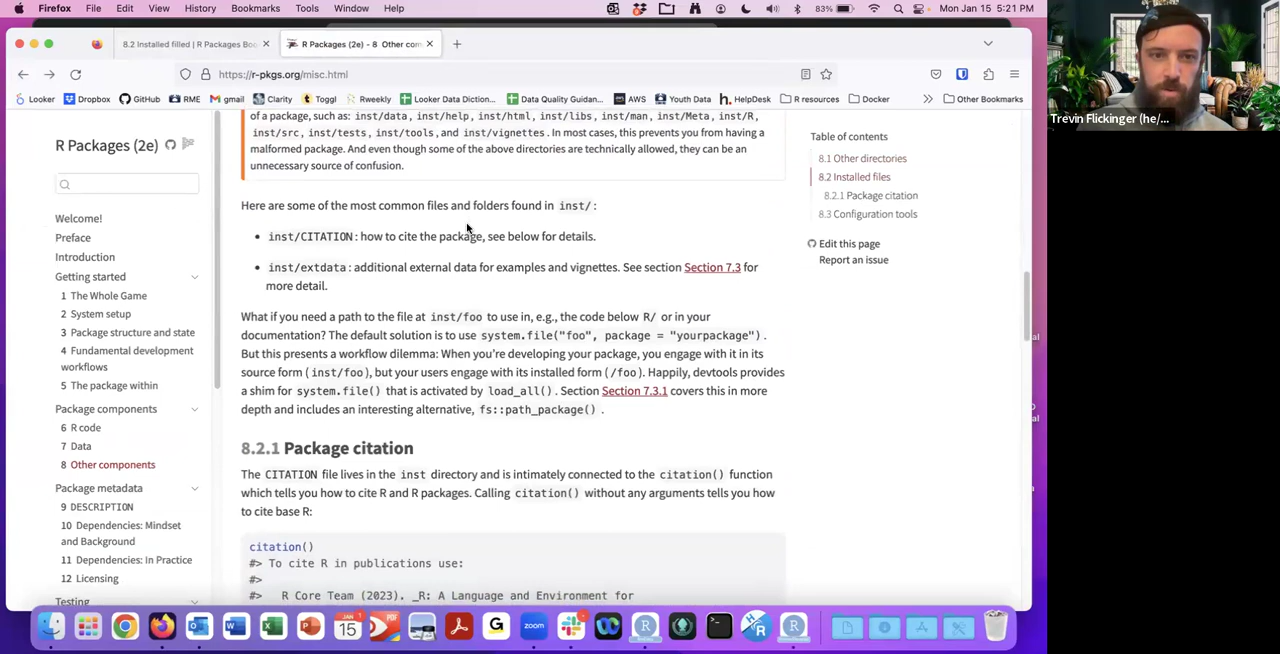 Firefox File Edit View History Bookmarks Tools Window Help
83% Mon Jan 15 5:21 PM
8.2 Installed filled | R Packages Boo
R Packages (2e) - 8 Other com
https://r-pkgs.org/misc.html
Looker Dropbox GitHub RME gmail Clarity Toggl Rweekly Looker Data Diction... Data Quality Guidan... AWS Youth Data HelpDesk R resources Docker Other Bookmarks
R Packages (2e)
Welcome!
Preface
Introduction
Getting started
1 The Whole Game
2 System setup
3 Package structure and state
4 Fundamental development
workflows
5 The package within
Package components
6 R code
7 Data
8 Other components
Package metadata
9 DESCRIPTION
10 Dependencies: Mindset
and Background
11 Dependencies: In Practice
12 Licensing
Testing
of a package, such as: inst/data, inst/help, inst/html, inst/libs, inst/man, inst/Meta, inst/R,
inst/src, inst/tests, inst/tools, and inst/vignettes. In most cases, this prevents you from having a
malformed package. And even though some of the above directories are technically allowed, they can be an
unnecessary source of confusion.
Here are some of the most common files and folders found in inst/ :
• inst/CITATION : how to cite the package, see below for details.
• inst/extdata : additional external data for examples and vignettes. See section Section 7.3 for
more detail.
What if you need a path to the file at inst/foo to use in, e.g., the code below R/ or in your
documentation? The default solution is to use system.file("foo", package = "yourpackage") .
But this presents a workflow dilemma: When you're developing your package, you engage with it in its
source form ( inst/foo ), but your users engage with its installed form ( /foo ). Happily, devtools provides
a shim for system.file() that is activated by load_all() . Section Section 7.3.1 covers this in more
depth and includes an interesting alternative, fs::path_package() .
8.2.1 Package citation
The CITATION file lives in the inst directory and is intimately connected to the citation() function
which tells you how to cite R and R packages. Calling citation() without any arguments tells you how
to cite base R:
citation()
#> To cite R in publications use:
#>
#> R Core Team (2023). _R: A Language and Environment for
Table of contents
8.1 Other directories
8.2 Installed files
8.2.1 Package citation
8.3 Configuration tools
Edit this page
Report an issue
Trevin Flickinger (he/...
JAN
15
zoom